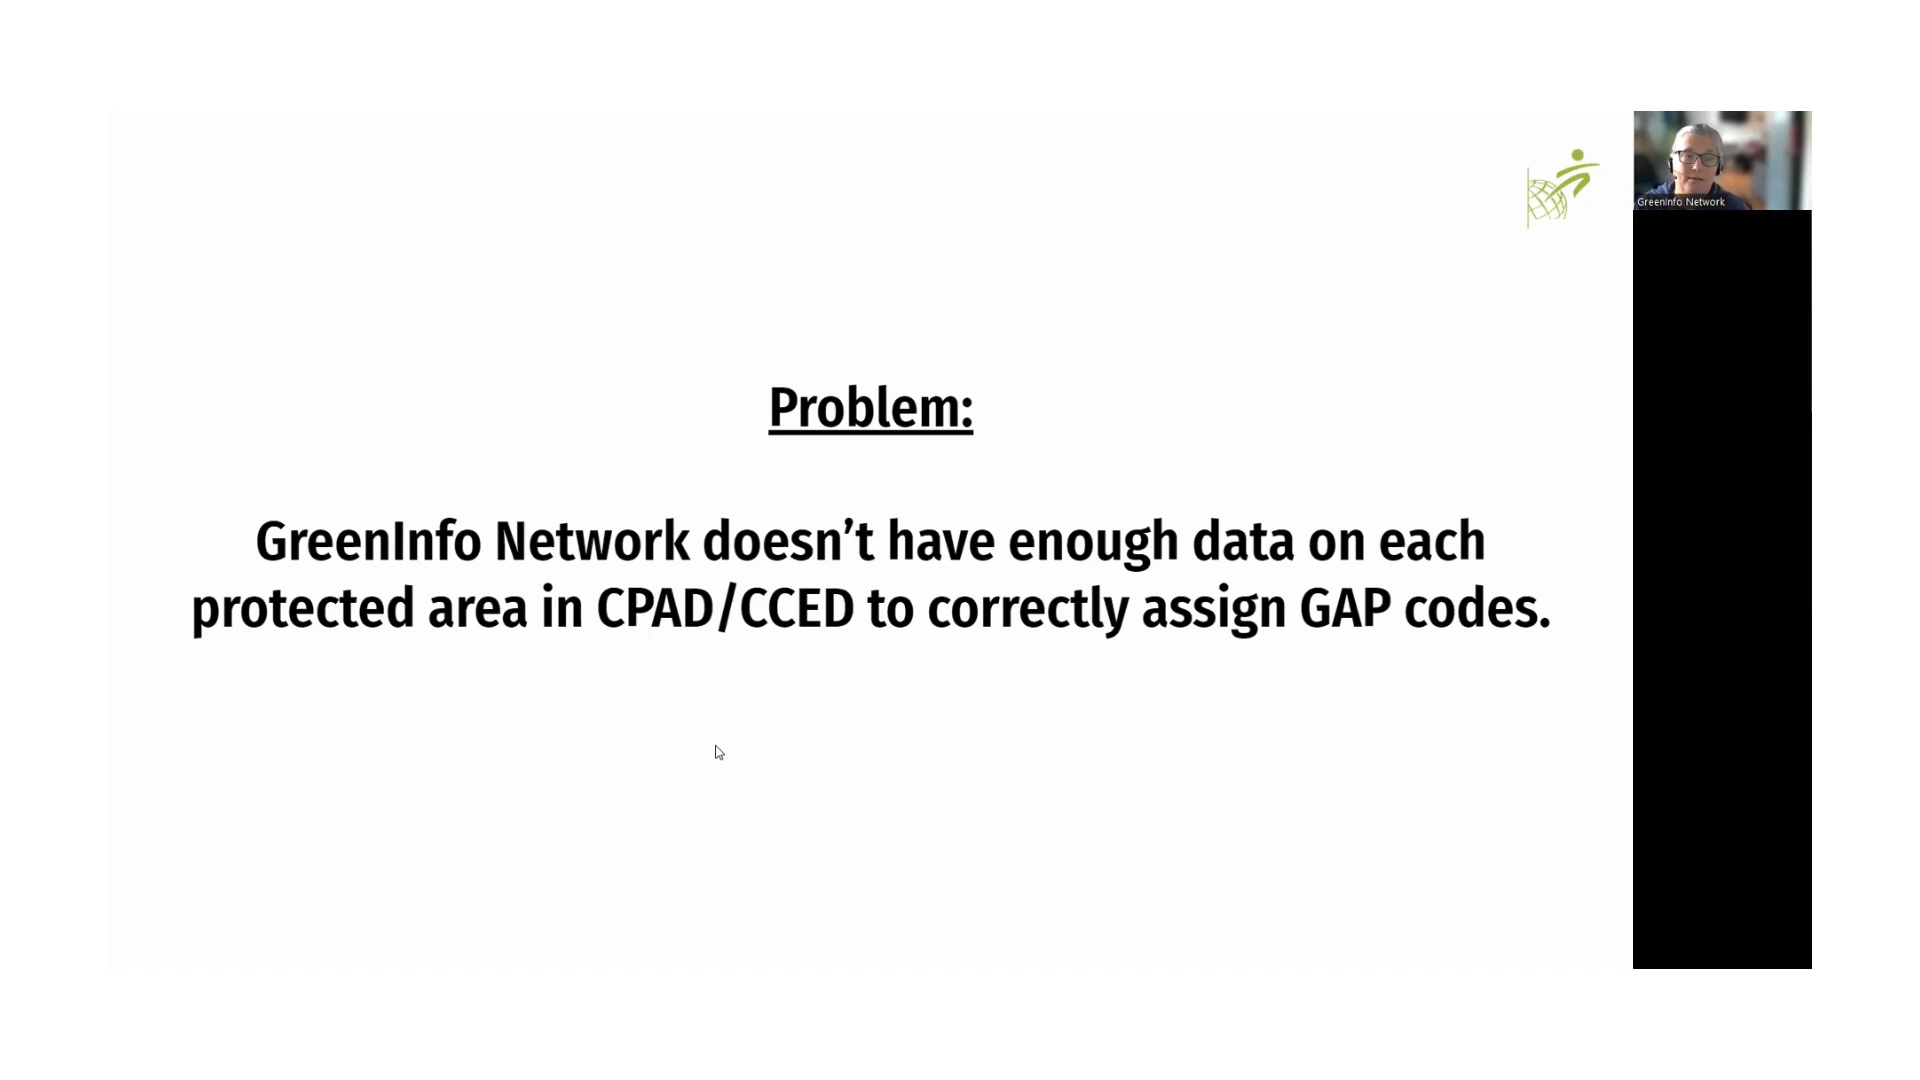 Problem:
GreenInfo Network doesn’t have enough data on each
protected area in CPAD/CCED to correctly assign GAP codes.
GreenInfo Network